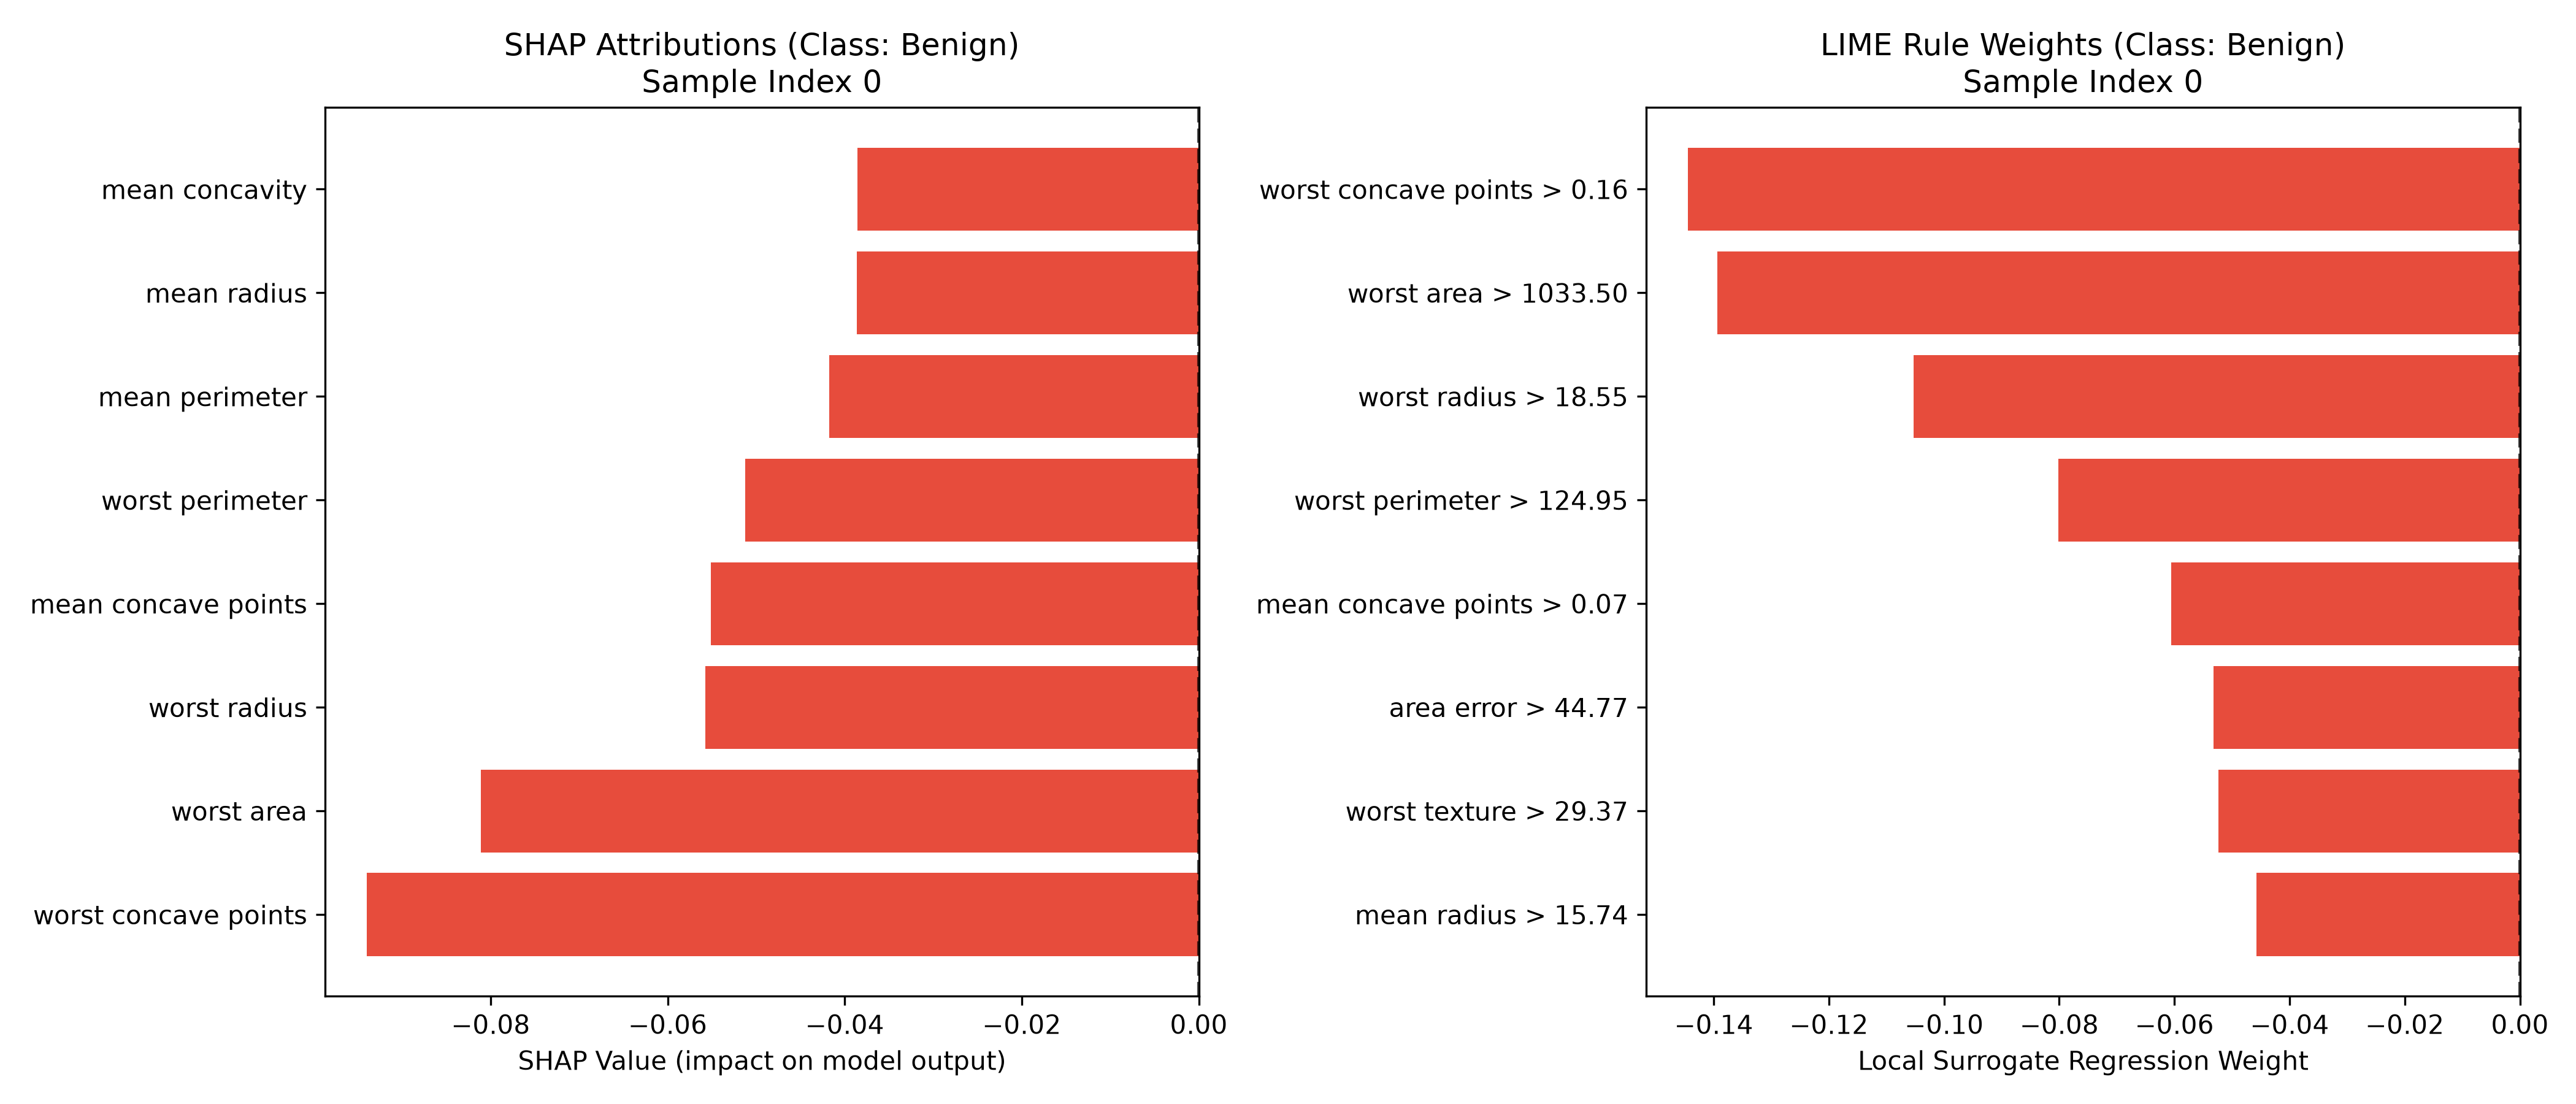 SHAP Attributions (Class: Benign)
Sample Index 0
mean concavity
mean radius
mean perimeter
worst perimeter
mean concave points
worst radius
worst area
worst concave points
−0.08
−0.06
−0.04
−0.02
0.00
SHAP Value (impact on model output)
LIME Rule Weights (Class: Benign)
Sample Index 0
worst concave points > 0.16
worst area > 1033.50
worst radius > 18.55
worst perimeter > 124.95
mean concave points > 0.07
area error > 44.77
worst texture > 29.37
mean radius > 15.74
−0.14
−0.12
−0.10
−0.08
−0.06
−0.04
−0.02
0.00
Local Surrogate Regression Weight